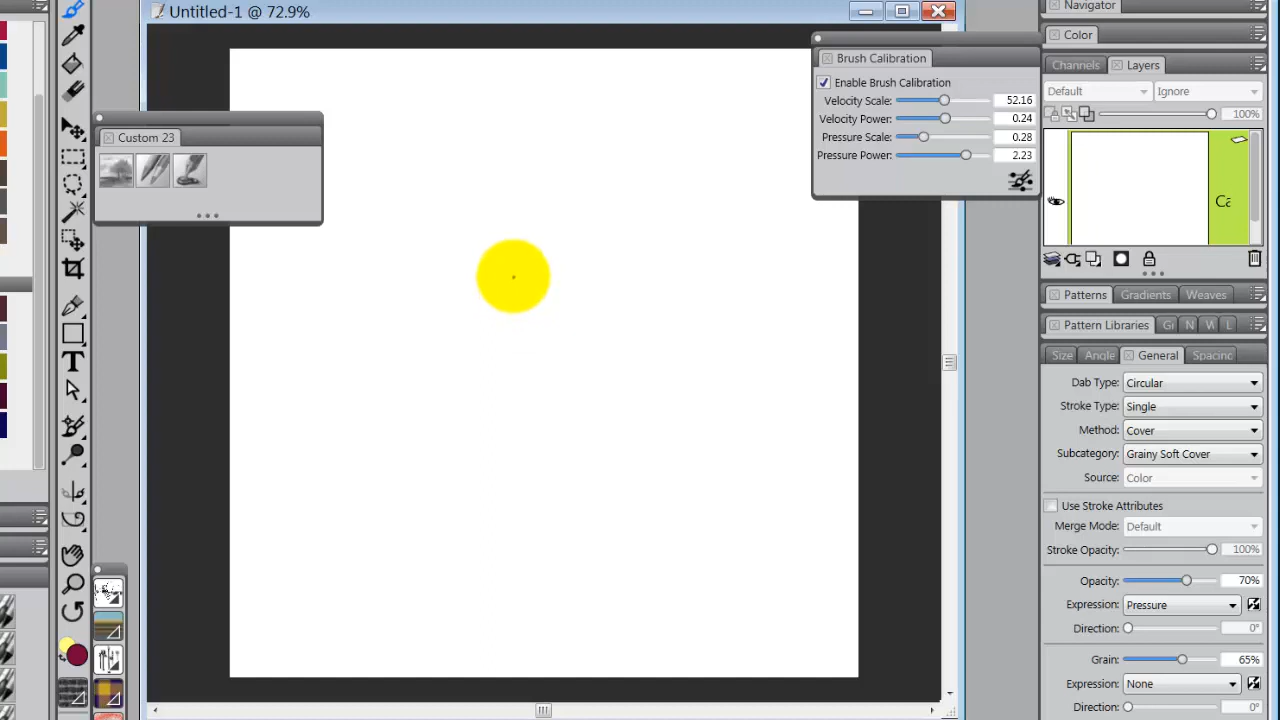 Untitled-1 @ 72.9%
Navigator
Color
Channels
Layers
Default
Ignore
100%
Brush Calibration
Enable Brush Calibration
Velocity Scale: 52.16
Velocity Power: 0.24
Pressure Scale: 0.28
Pressure Power: 2.23
Custom 23
Ca
Patterns
Gradients
Weaves
Pattern Libraries
Gr
N
W
L
Size
Angle
General
Spacing
Dab Type: Circular
Stroke Type: Single
Method: Cover
Subcategory: Grainy Soft Cover
Source: Color
Use Stroke Attributes
Merge Mode: Default
Stroke Opacity: 100%
Opacity: 70%
Expression: Pressure
Direction: 0°
Grain: 65%
Expression: None
Direction: 0°
T